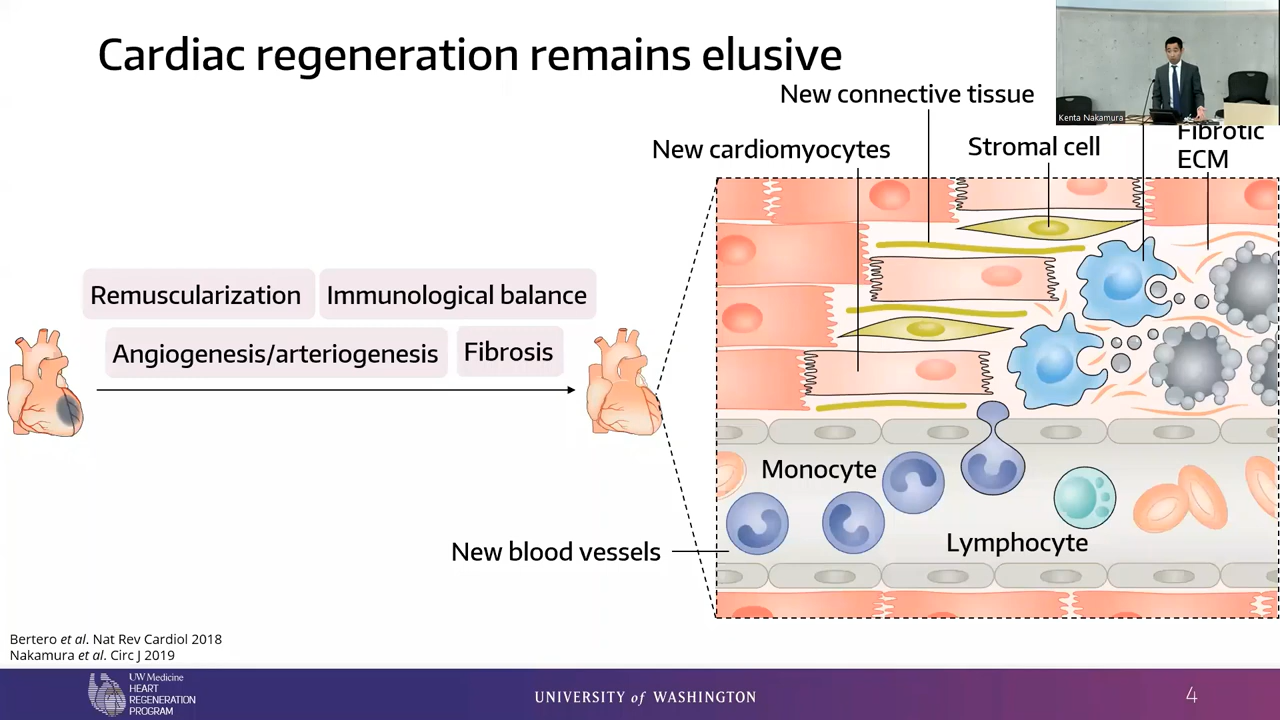 Cardiac regeneration remains elusive
New connective tissue
Kenta Nakamura
New cardiomyocytes
Stromal cell
Fibrotic
ECM
Remuscularization
Immunological balance
Angiogenesis/arteriogenesis
Fibrosis
Monocyte
Lymphocyte
New blood vessels
Bertero et al. Nat Rev Cardiol 2018
Nakamura et al. Circ J 2019
UW Medicine
HEART
REGENERATION
PROGRAM
UNIVERSITY of WASHINGTON
4